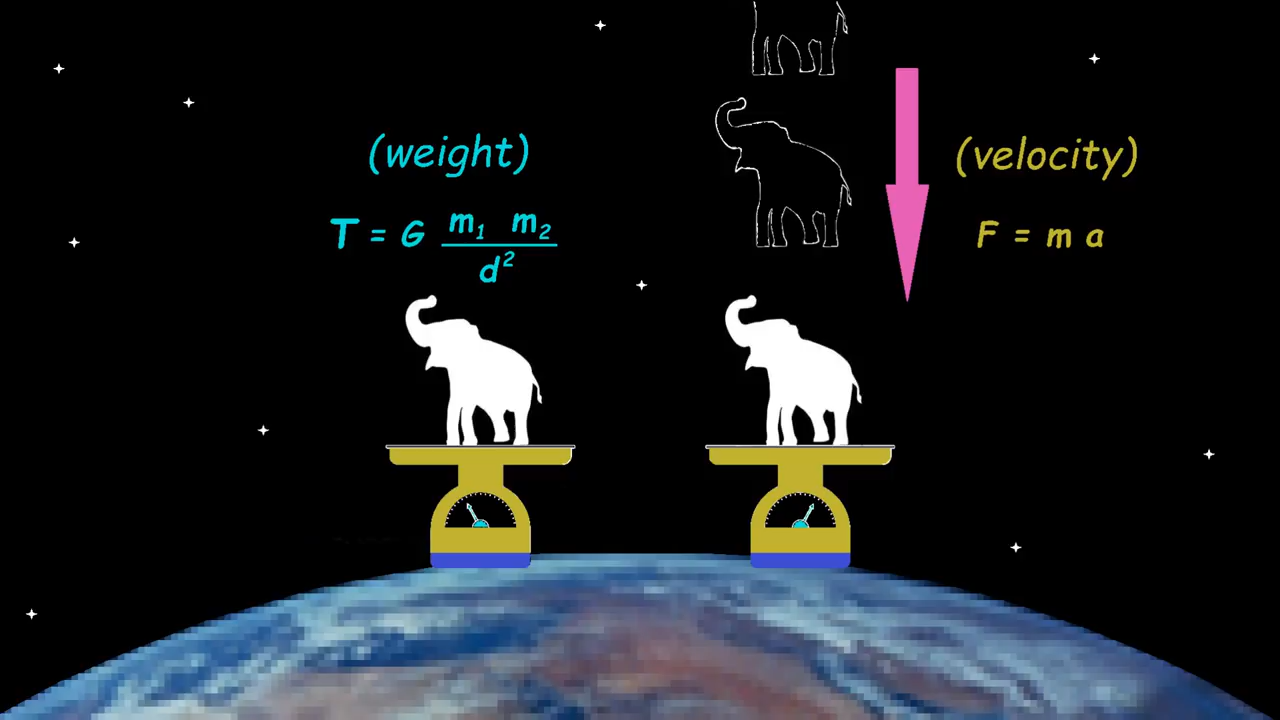 (weight)
T = G m₁ m₂
d²
(velocity)
F = m a